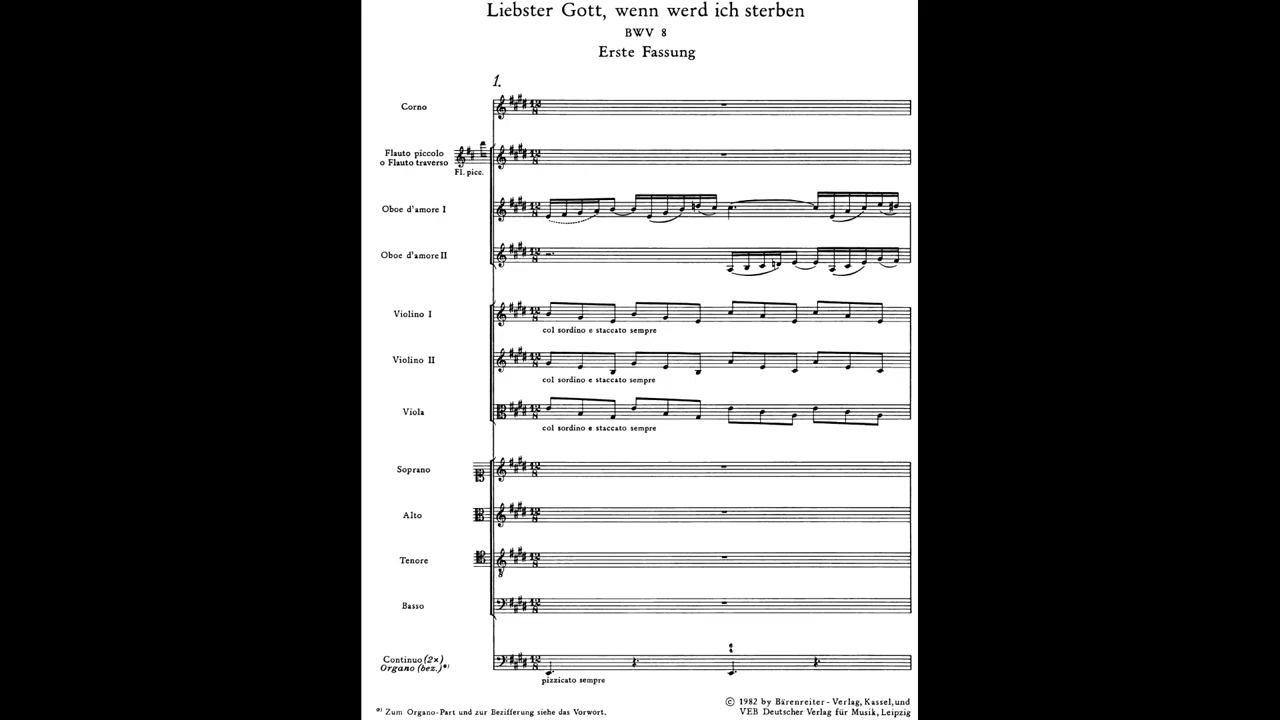 Liebster Gott, wenn werd ich sterben
BWV 8
Erste Fassung
1.
Corno
Flauto piccolo
o Flauto traverso
Fl. picc.
Oboe d'amore I
Oboe d'amore II
Violino I
col sordino e staccato sempre
Violino II
col sordino e staccato sempre
Viola
col sordino e staccato sempre
Soprano
Alto
Tenore
Basso
Continuo (2×)
Organo (bez.)*)
pizzicato sempre
*) Zum Organo-Part und zur Bezifferung siehe das Vorwort.
© 1982 by Bärenreiter - Verlag, Kassel, und
VEB Deutscher Verlag für Musik, Leipzig